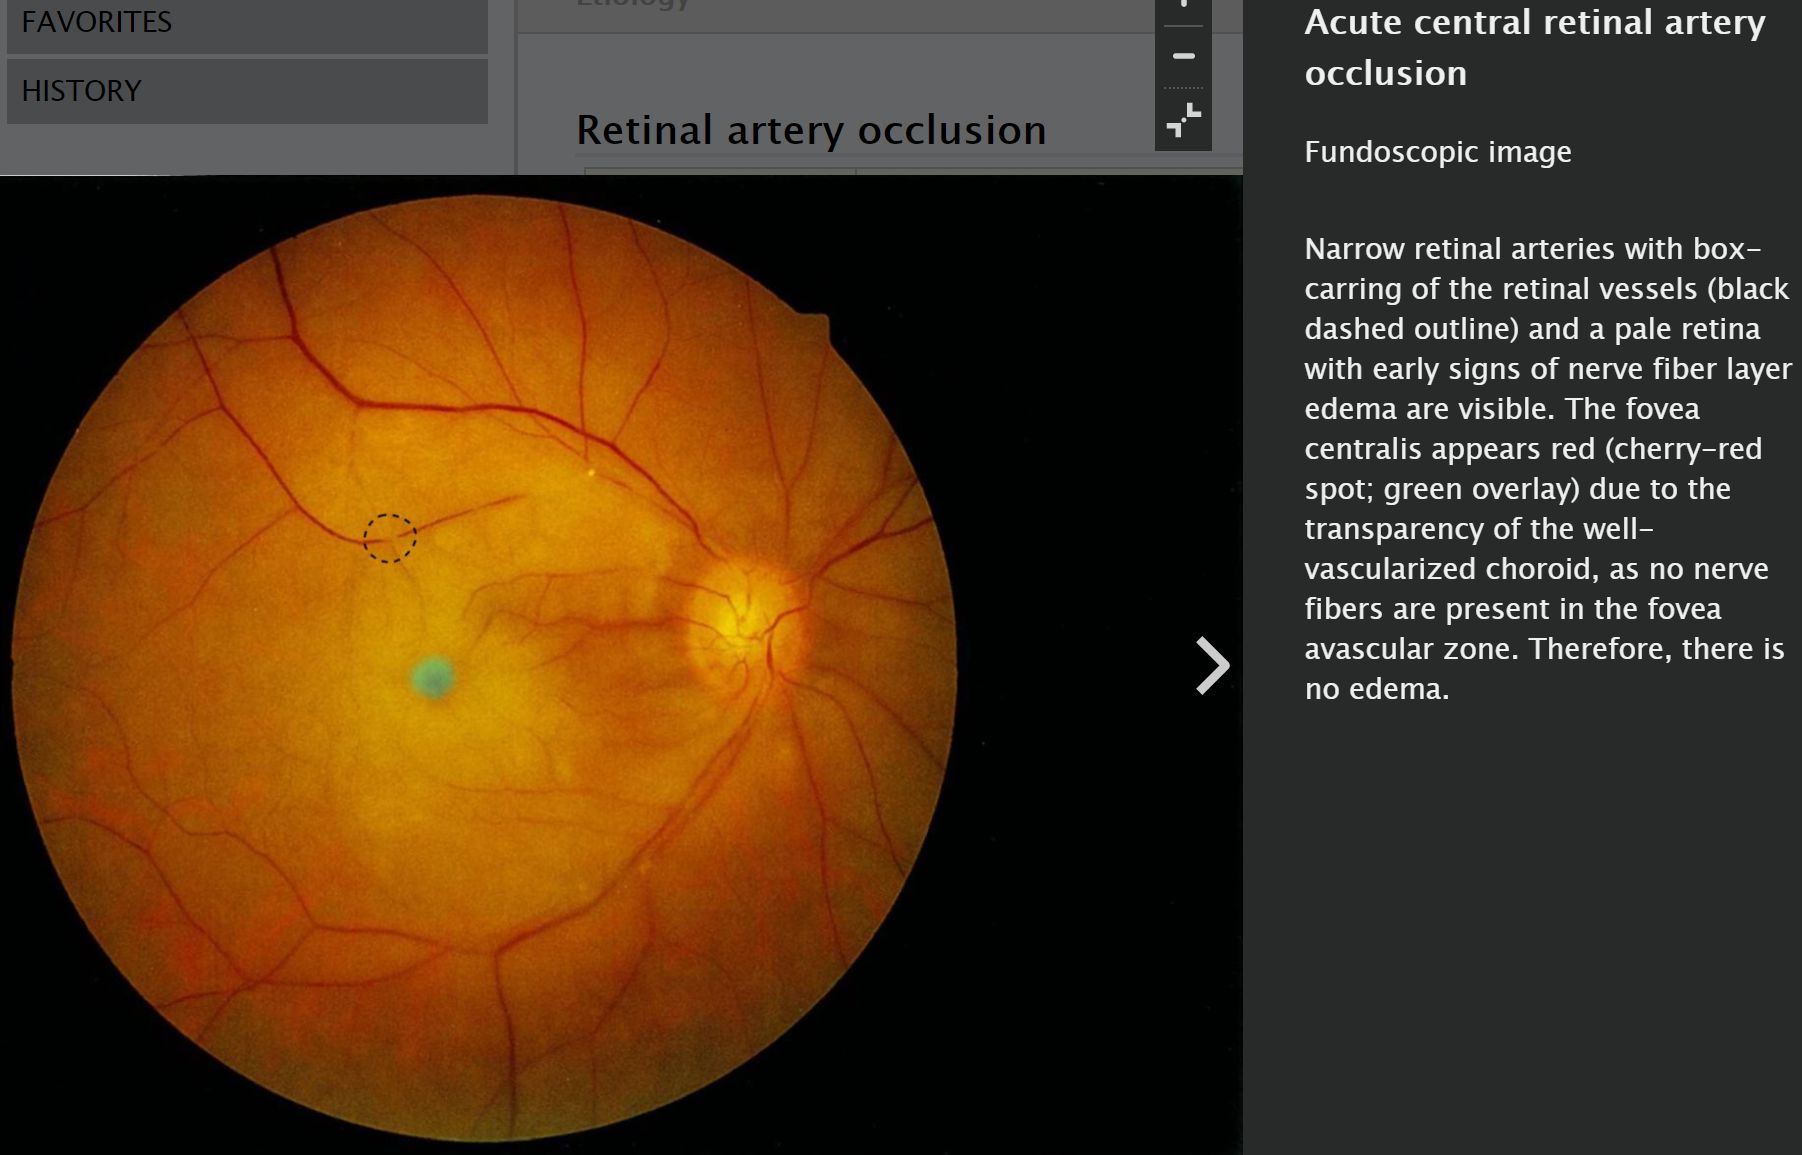 Etiology
FAVORITES
HISTORY
Retinal artery occlusion
Acute central retinal artery
occlusion
Fundoscopic image
Narrow retinal arteries with box-
carring of the retinal vessels (black
dashed outline) and a pale retina
with early signs of nerve fiber layer
edema are visible. The fovea
centralis appears red (cherry-red
spot; green overlay) due to the
transparency of the well-
vascularized choroid, as no nerve
fibers are present in the fovea
avascular zone. Therefore, there is
no edema.